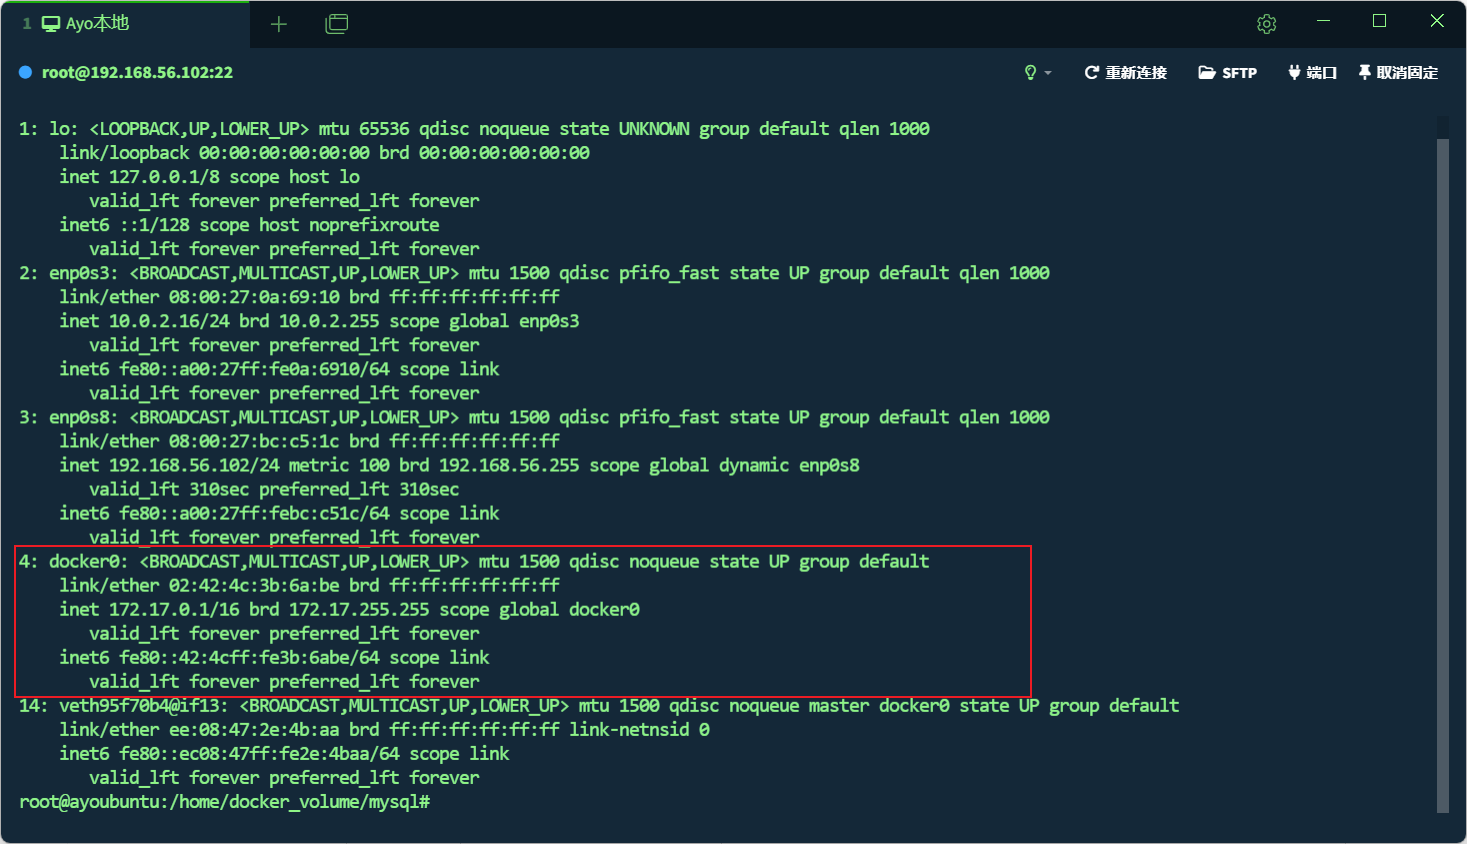 1 Ayo本地
root@192.168.56.102:22 重新连接 SFTP 端口 取消固定
1: lo: <LOOPBACK,UP,LOWER_UP> mtu 65536 qdisc noqueue state UNKNOWN group default qlen 1000
    link/loopback 00:00:00:00:00:00 brd 00:00:00:00:00:00
    inet 127.0.0.1/8 scope host lo
       valid_lft forever preferred_lft forever
    inet6 ::1/128 scope host noprefixroute
       valid_lft forever preferred_lft forever
2: enp0s3: <BROADCAST,MULTICAST,UP,LOWER_UP> mtu 1500 qdisc pfifo_fast state UP group default qlen 1000
    link/ether 08:00:27:0a:69:10 brd ff:ff:ff:ff:ff:ff
    inet 10.0.2.16/24 brd 10.0.2.255 scope global enp0s3
       valid_lft forever preferred_lft forever
    inet6 fe80::a00:27ff:fe0a:6910/64 scope link
       valid_lft forever preferred_lft forever
3: enp0s8: <BROADCAST,MULTICAST,UP,LOWER_UP> mtu 1500 qdisc pfifo_fast state UP group default qlen 1000
    link/ether 08:00:27:bc:c5:1c brd ff:ff:ff:ff:ff:ff
    inet 192.168.56.102/24 metric 100 brd 192.168.56.255 scope global dynamic enp0s8
       valid_lft 310sec preferred_lft 310sec
    inet6 fe80::a00:27ff:febc:c51c/64 scope link
       valid_lft forever preferred_lft forever
4: docker0: <BROADCAST,MULTICAST,UP,LOWER_UP> mtu 1500 qdisc noqueue state UP group default
    link/ether 02:42:4c:3b:6a:be brd ff:ff:ff:ff:ff:ff
    inet 172.17.0.1/16 brd 172.17.255.255 scope global docker0
       valid_lft forever preferred_lft forever
    inet6 fe80::42:4cff:fe3b:6abe/64 scope link
       valid_lft forever preferred_lft forever
14: veth95f70b4@if13: <BROADCAST,MULTICAST,UP,LOWER_UP> mtu 1500 qdisc noqueue master docker0 state UP group default
    link/ether ee:08:47:2e:4b:aa brd ff:ff:ff:ff:ff:ff link-netnsid 0
    inet6 fe80::ec08:47ff:fe2e:4baa/64 scope link
       valid_lft forever preferred_lft forever
root@ayoubuntu:/home/docker_volume/mysql#